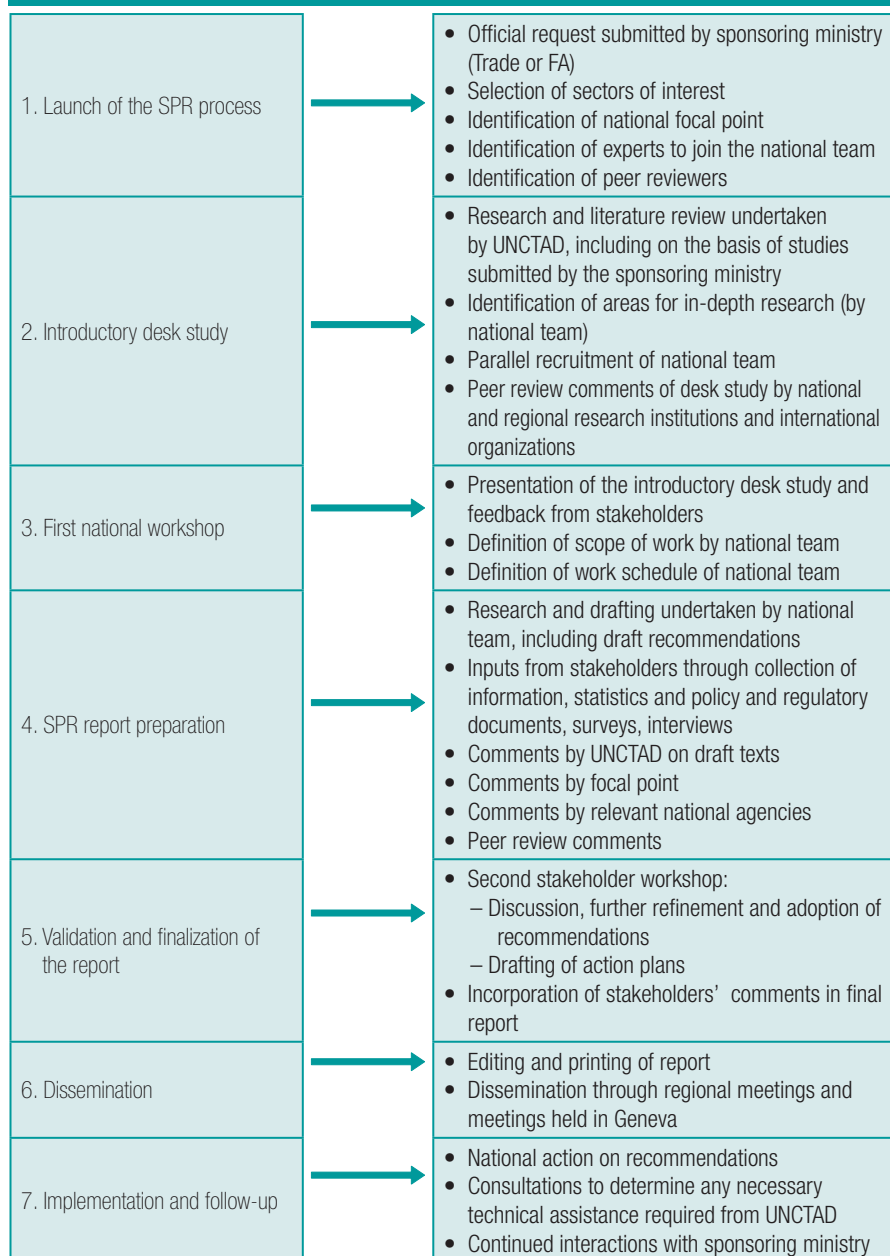 1. Launch of the SPR process
• Official request submitted by sponsoring ministry
(Trade or FA)
• Selection of sectors of interest
• Identification of national focal point
• Identification of experts to join the national team
• Identification of peer reviewers
2. Introductory desk study
• Research and literature review undertaken
by UNCTAD, including on the basis of studies
submitted by the sponsoring ministry
• Identification of areas for in-depth research (by
national team)
• Parallel recruitment of national team
• Peer review comments of desk study by national
and regional research institutions and international
organizations
3. First national workshop
• Presentation of the introductory desk study and
feedback from stakeholders
• Definition of scope of work by national team
• Definition of work schedule of national team
4. SPR report preparation
• Research and drafting undertaken by national
team, including draft recommendations
• Inputs from stakeholders through collection of
information, statistics and policy and regulatory
documents, surveys, interviews
• Comments by UNCTAD on draft texts
• Comments by focal point
• Comments by relevant national agencies
• Peer review comments
5. Validation and finalization of
the report
• Second stakeholder workshop:
– Discussion, further refinement and adoption of
recommendations
– Drafting of action plans
• Incorporation of stakeholders’ comments in final
report
6. Dissemination
• Editing and printing of report
• Dissemination through regional meetings and
meetings held in Geneva
7. Implementation and follow-up
• National action on recommendations
• Consultations to determine any necessary
technical assistance required from UNCTAD
• Continued interactions with sponsoring ministry